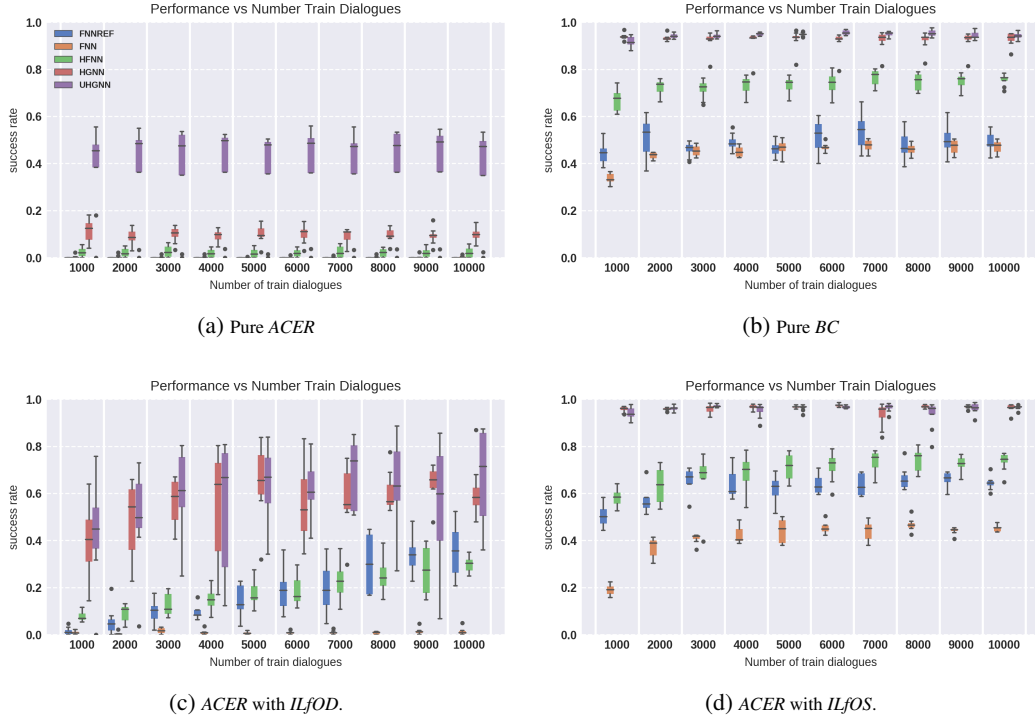 Performance vs Number Train Dialogues
1.0
0.8
0.6
0.4
0.2
0.0
success rate
FNNREF
FNN
HFNN
HGNN
UHGNN
1000 2000 3000 4000 5000 6000 7000 8000 9000 10000
Number of train dialogues
(a) Pure ACER
Performance vs Number Train Dialogues
1.0
0.8
0.6
0.4
0.2
0.0
success rate
1000 2000 3000 4000 5000 6000 7000 8000 9000 10000
Number of train dialogues
(b) Pure BC
Performance vs Number Train Dialogues
1.0
0.8
0.6
0.4
0.2
0.0
success rate
1000 2000 3000 4000 5000 6000 7000 8000 9000 10000
Number of train dialogues
(c) ACER with ILfOD.
Performance vs Number Train Dialogues
1.0
0.8
0.6
0.4
0.2
0.0
success rate
1000 2000 3000 4000 5000 6000 7000 8000 9000 10000
Number of train dialogues
(d) ACER with ILfOS.